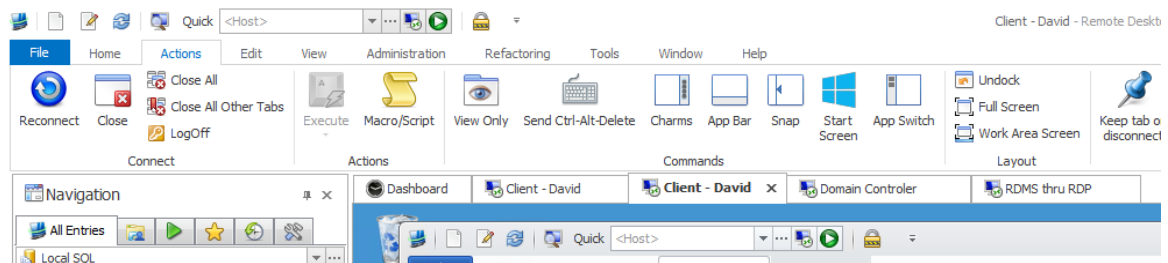 Quick <Host> Client - David - Remote Deskt
File Home Actions Edit View Administration Refactoring Tools Window Help
Close All Undock
Close All Other Tabs Full Screen
Reconnect Close Execute Macro/Script View Only Send Ctrl-Alt-Delete Charms App Bar Snap Start Screen App Switch Keep tab o
LogOff Work Area Screen disconnect
Connect Actions Commands Layout
Navigation Dashboard Client - David Client - David Domain Controler RDMS thru RDP
All Entries Quick <Host>
Local SQL